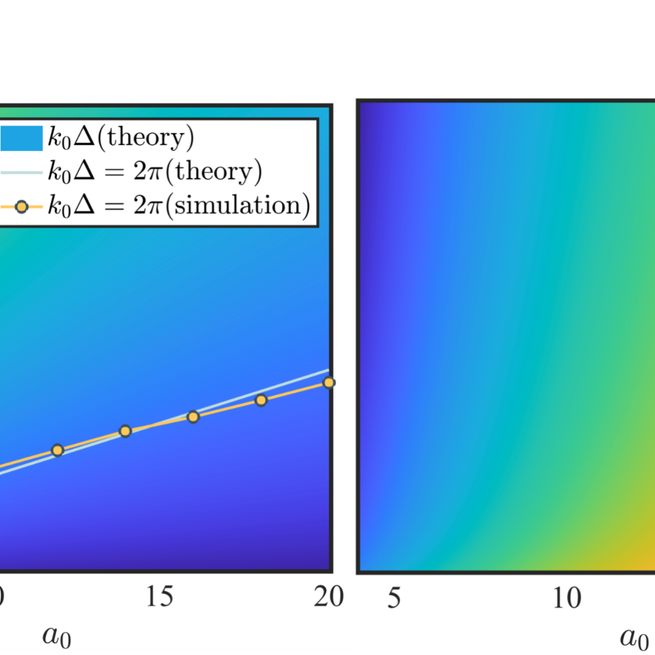 k₀Δ(theory)
k₀Δ = 2π(theory)
k₀Δ = 2π(simulation)
15 20
a₀
5 10
a₀